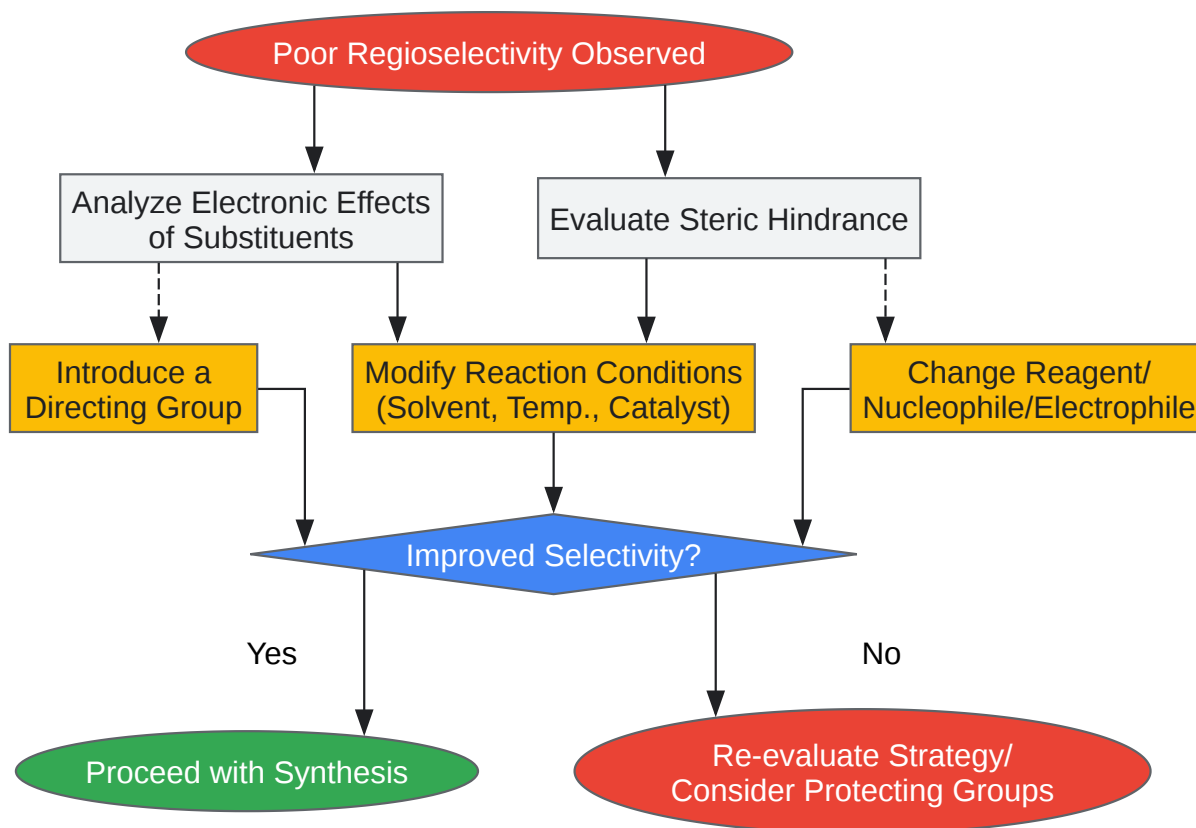 Poor Regioselectivity Observed
Analyze Electronic Effects
of Substituents
Evaluate Steric Hindrance
Introduce a
Directing Group
Modify Reaction Conditions
(Solvent, Temp., Catalyst)
Change Reagent/
Nucleophile/Electrophile
Improved Selectivity?
Yes
No
Proceed with Synthesis
Re-evaluate Strategy/
Consider Protecting Groups